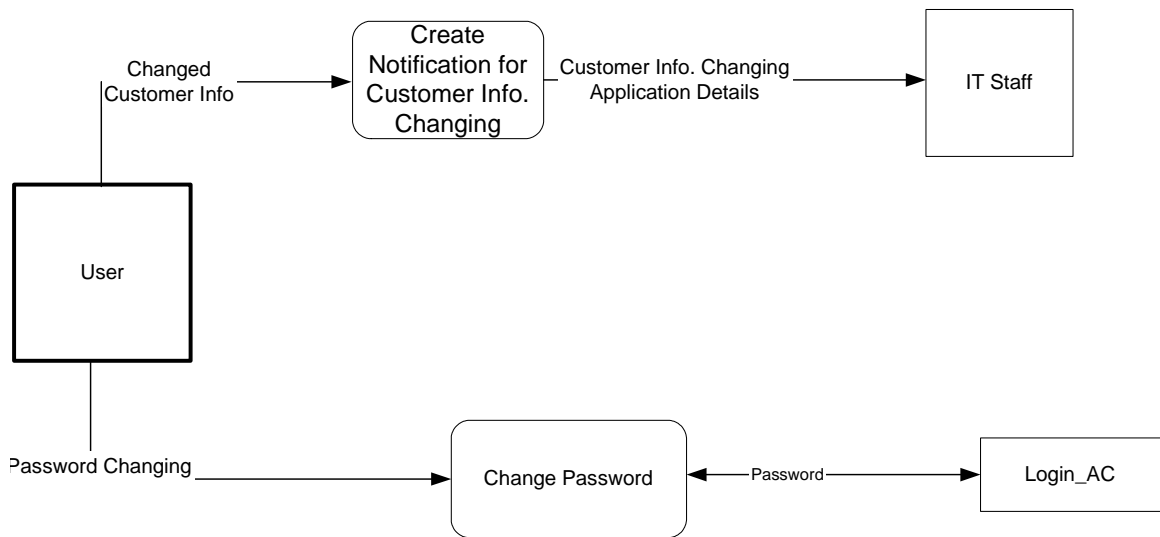 Create
Notification for
Customer Info.
Changing
Changed
Customer Info
Customer Info. Changing
Application Details
IT Staff
User
Password Changing
Change Password
Password
Login_AC